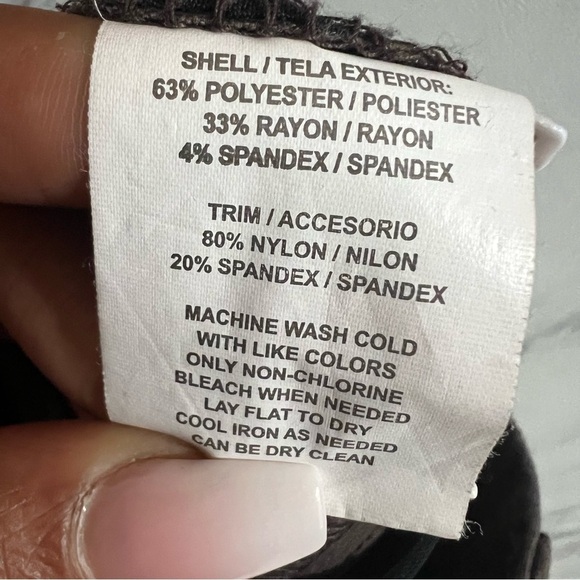 SHELL / TELA EXTERIOR:
63% POLYESTER / POLIESTER
33% RAYON / RAYON
4% SPANDEX / SPANDEX
TRIM / ACCESORIO
80% NYLON / NILON
20% SPANDEX / SPANDEX
MACHINE WASH COLD
WITH LIKE COLORS
ONLY NON-CHLORINE
BLEACH WHEN NEEDED
LAY FLAT TO DRY
COOL IRON AS NEEDED
CAN BE DRY CLEAN